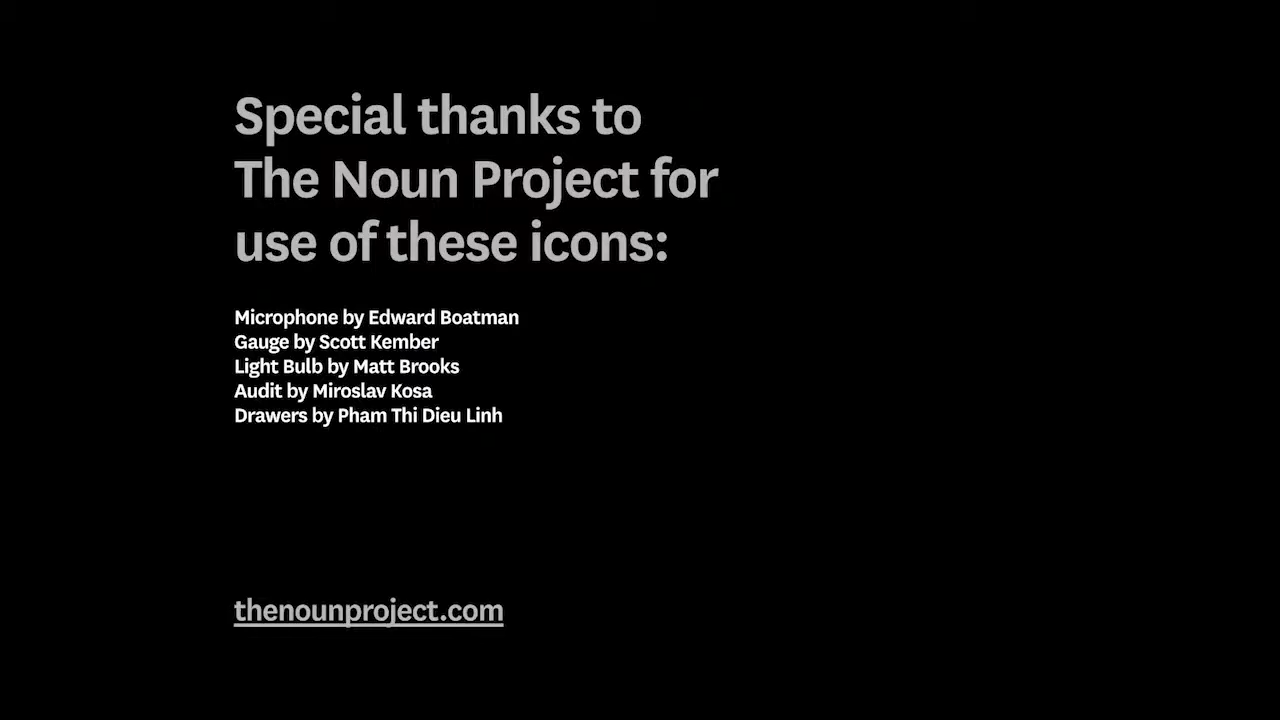 Special thanks to
The Noun Project for
use of these icons:
Microphone by Edward Boatman
Gauge by Scott Kember
Light Bulb by Matt Brooks
Audit by Miroslav Kosa
Drawers by Pham Thi Dieu Linh
thenounproject.com